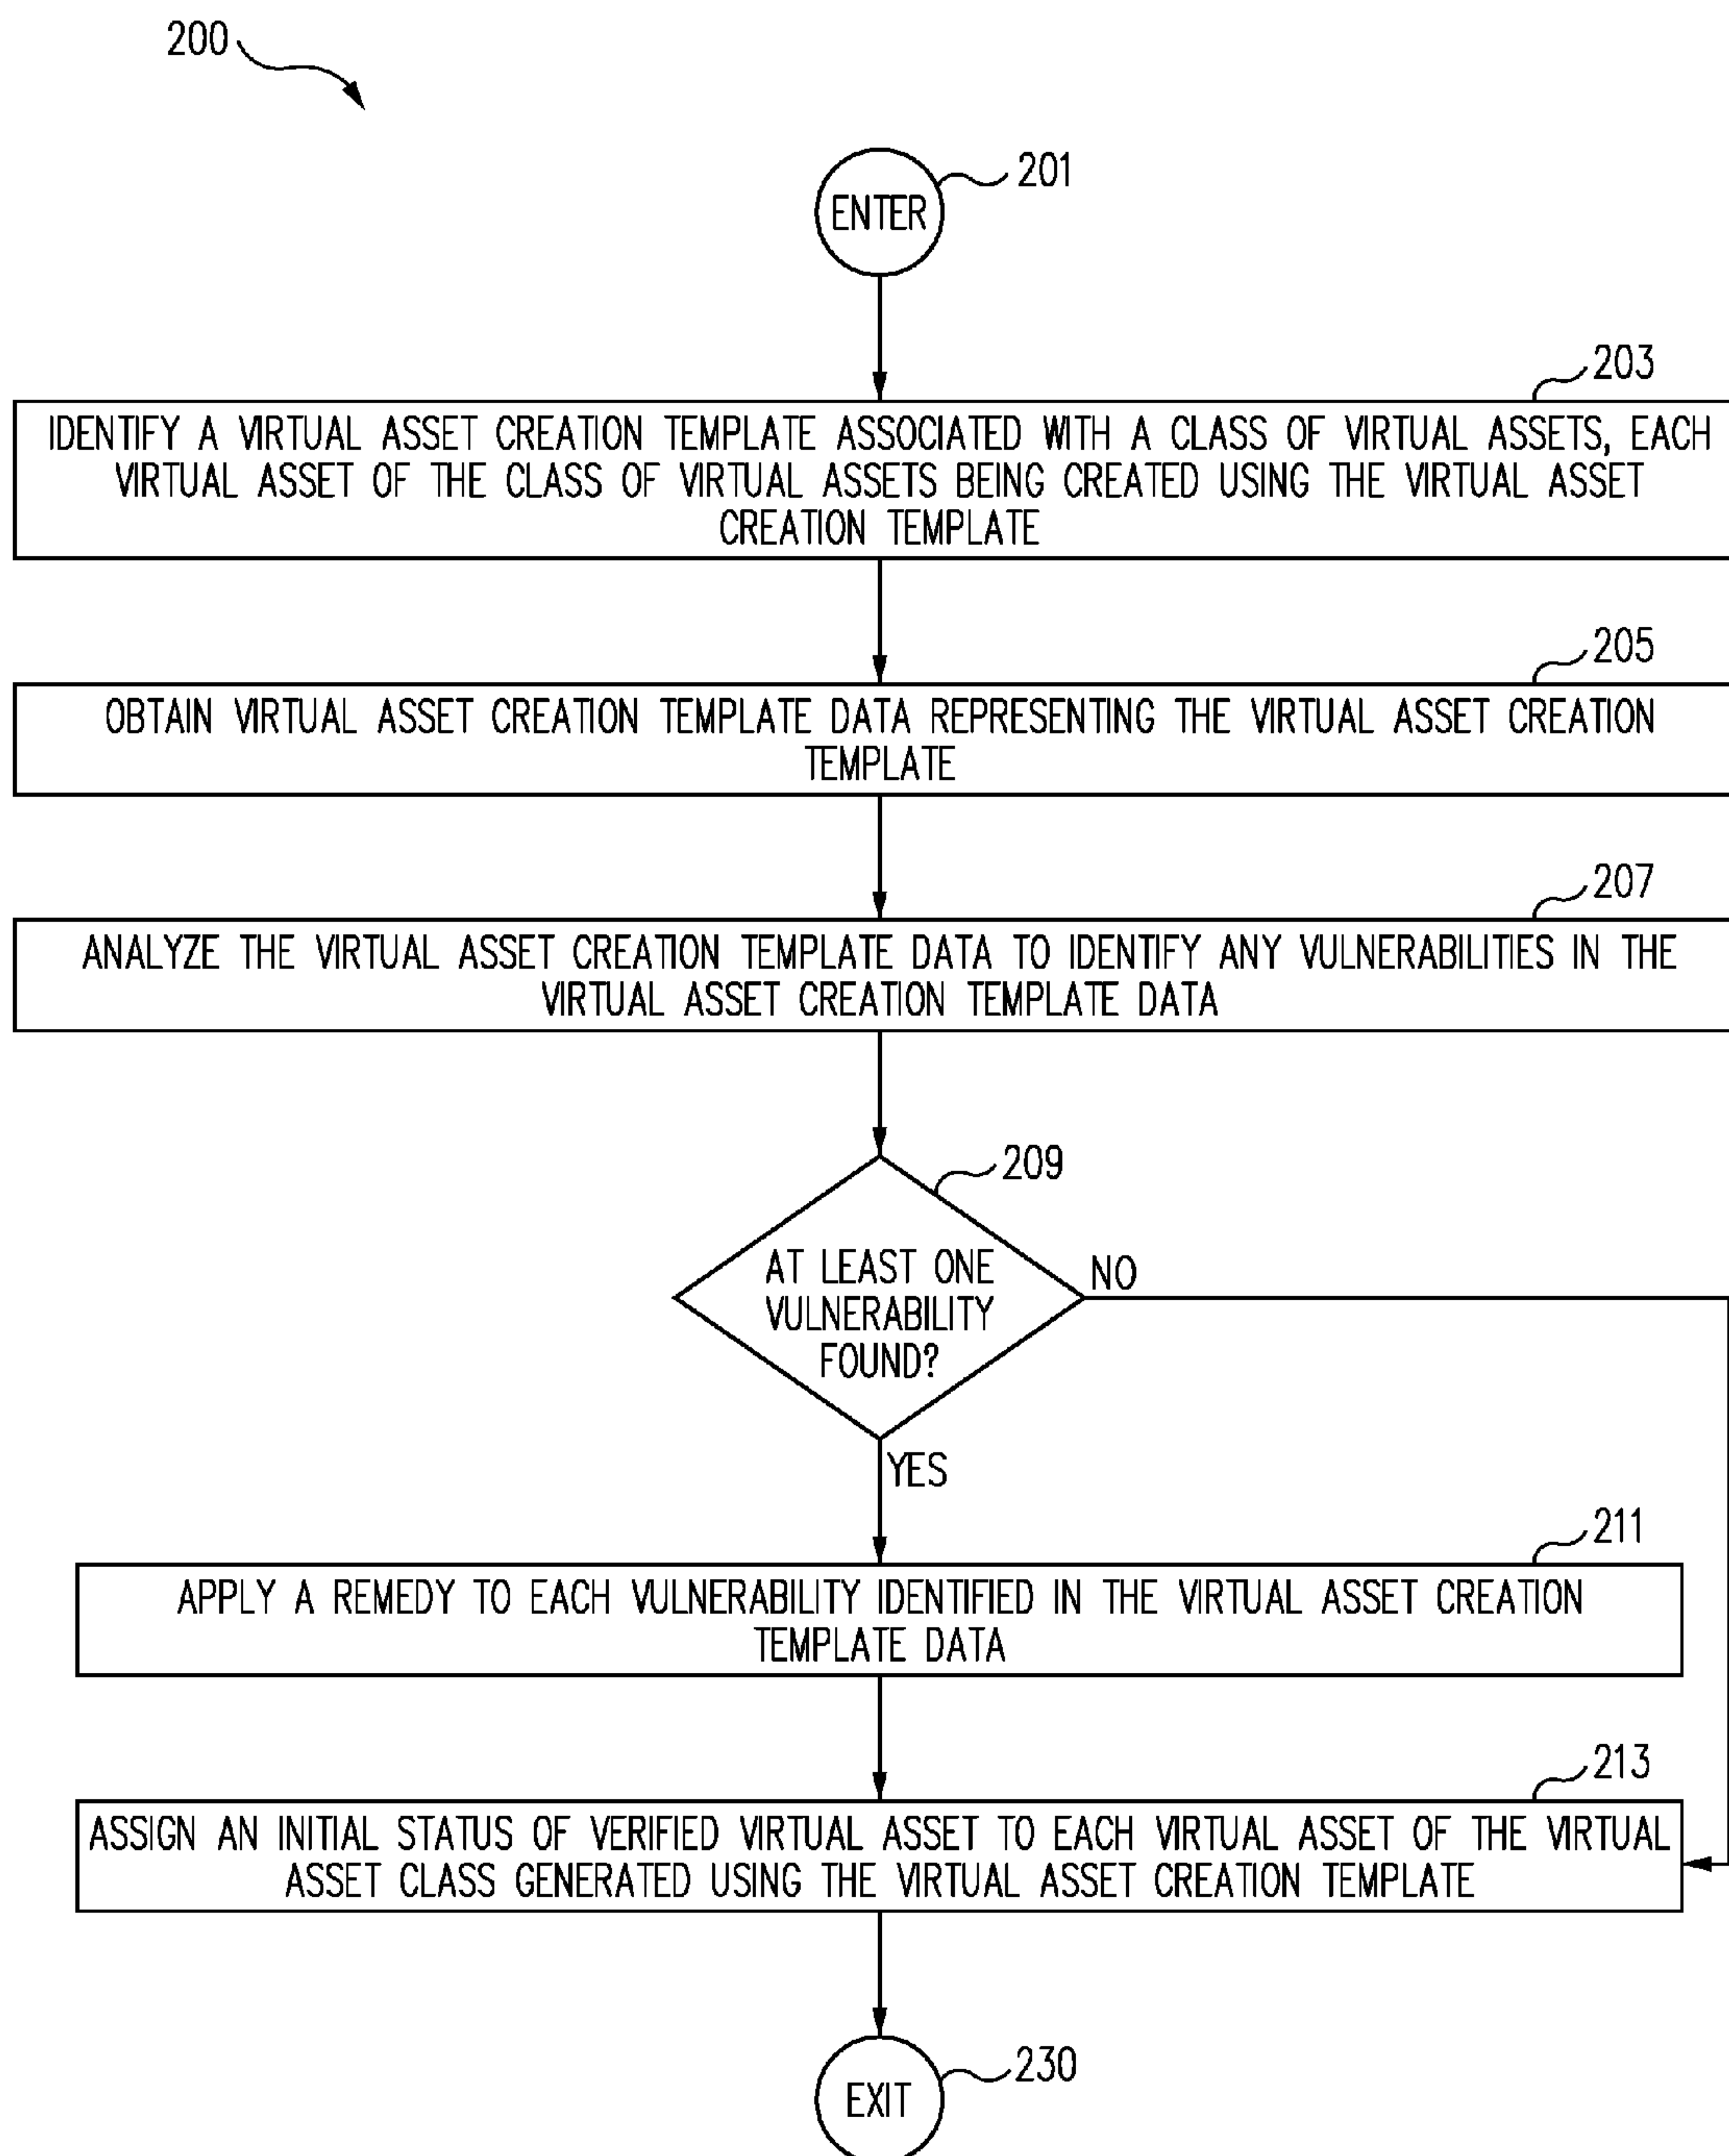 200
201
ENTER
203
IDENTIFY A VIRTUAL ASSET CREATION TEMPLATE ASSOCIATED WITH A CLASS OF VIRTUAL ASSETS, EACH
VIRTUAL ASSET OF THE CLASS OF VIRTUAL ASSETS BEING CREATED USING THE VIRTUAL ASSET
CREATION TEMPLATE
205
OBTAIN VIRTUAL ASSET CREATION TEMPLATE DATA REPRESENTING THE VIRTUAL ASSET CREATION
TEMPLATE
207
ANALYZE THE VIRTUAL ASSET CREATION TEMPLATE DATA TO IDENTIFY ANY VULNERABILITIES IN THE
VIRTUAL ASSET CREATION TEMPLATE DATA
209
AT LEAST ONE
VULNERABILITY
FOUND?
NO
YES
211
APPLY A REMEDY TO EACH VULNERABILITY IDENTIFIED IN THE VIRTUAL ASSET CREATION
TEMPLATE DATA
213
ASSIGN AN INITIAL STATUS OF VERIFIED VIRTUAL ASSET TO EACH VIRTUAL ASSET OF THE VIRTUAL
ASSET CLASS GENERATED USING THE VIRTUAL ASSET CREATION TEMPLATE
230
EXIT